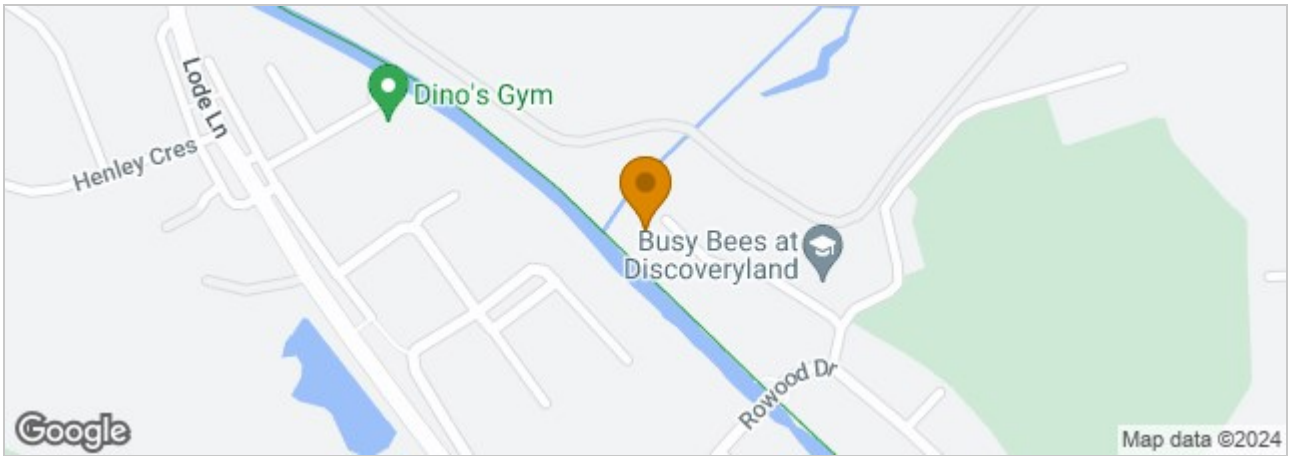 Lode Ln
Dino's Gym
Henley Cres
Busy Bees at
Discoveryland
Rowood Dr
Google
Map data ©2024